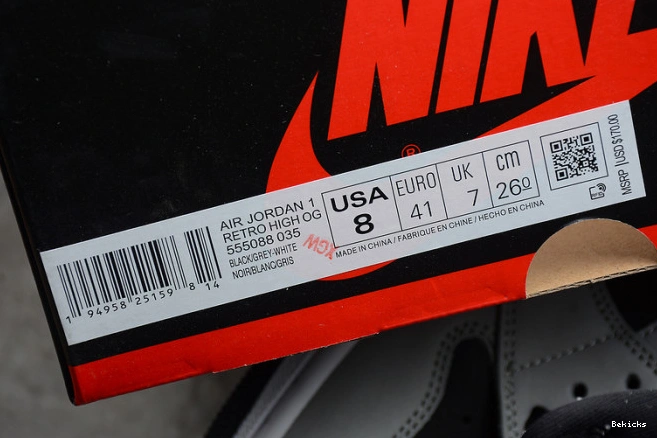 NIKE
®
AIR JORDAN 1
RETRO HIGH OG
555088 035
BLACK/GREY-WHITE
NOIR/BLANC/GRIS
XGW
USA
8
EURO
41
UK
7
cm
26
MADE IN CHINA / FABRIQUE EN CHINE / HECHO EN CHINA
MSRP | USD $170.00
1 94958 25159 8 14
Bekicks